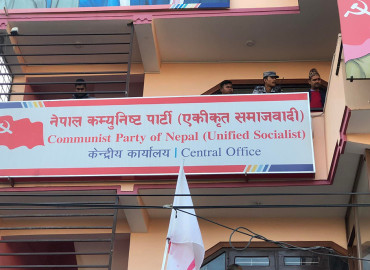 नेपाल कम्युनिष्ट पार्टी (एकीकृत समाजवादी)
Communist Party of Nepal (Unified Socialist)
केन्द्रीय कार्यालय | Central Office